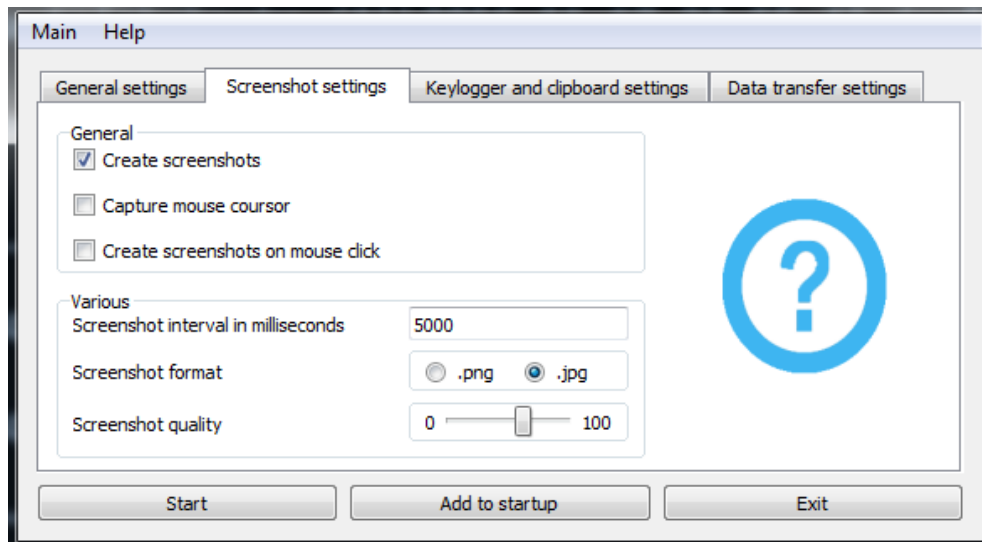 Main Help
General settings Screenshot settings Keylogger and clipboard settings Data transfer settings
General
Create screenshots
Capture mouse coursor
Create screenshots on mouse click
Various
Screenshot interval in milliseconds 5000
Screenshot format .png .jpg
Screenshot quality 0 100
Start Add to startup Exit